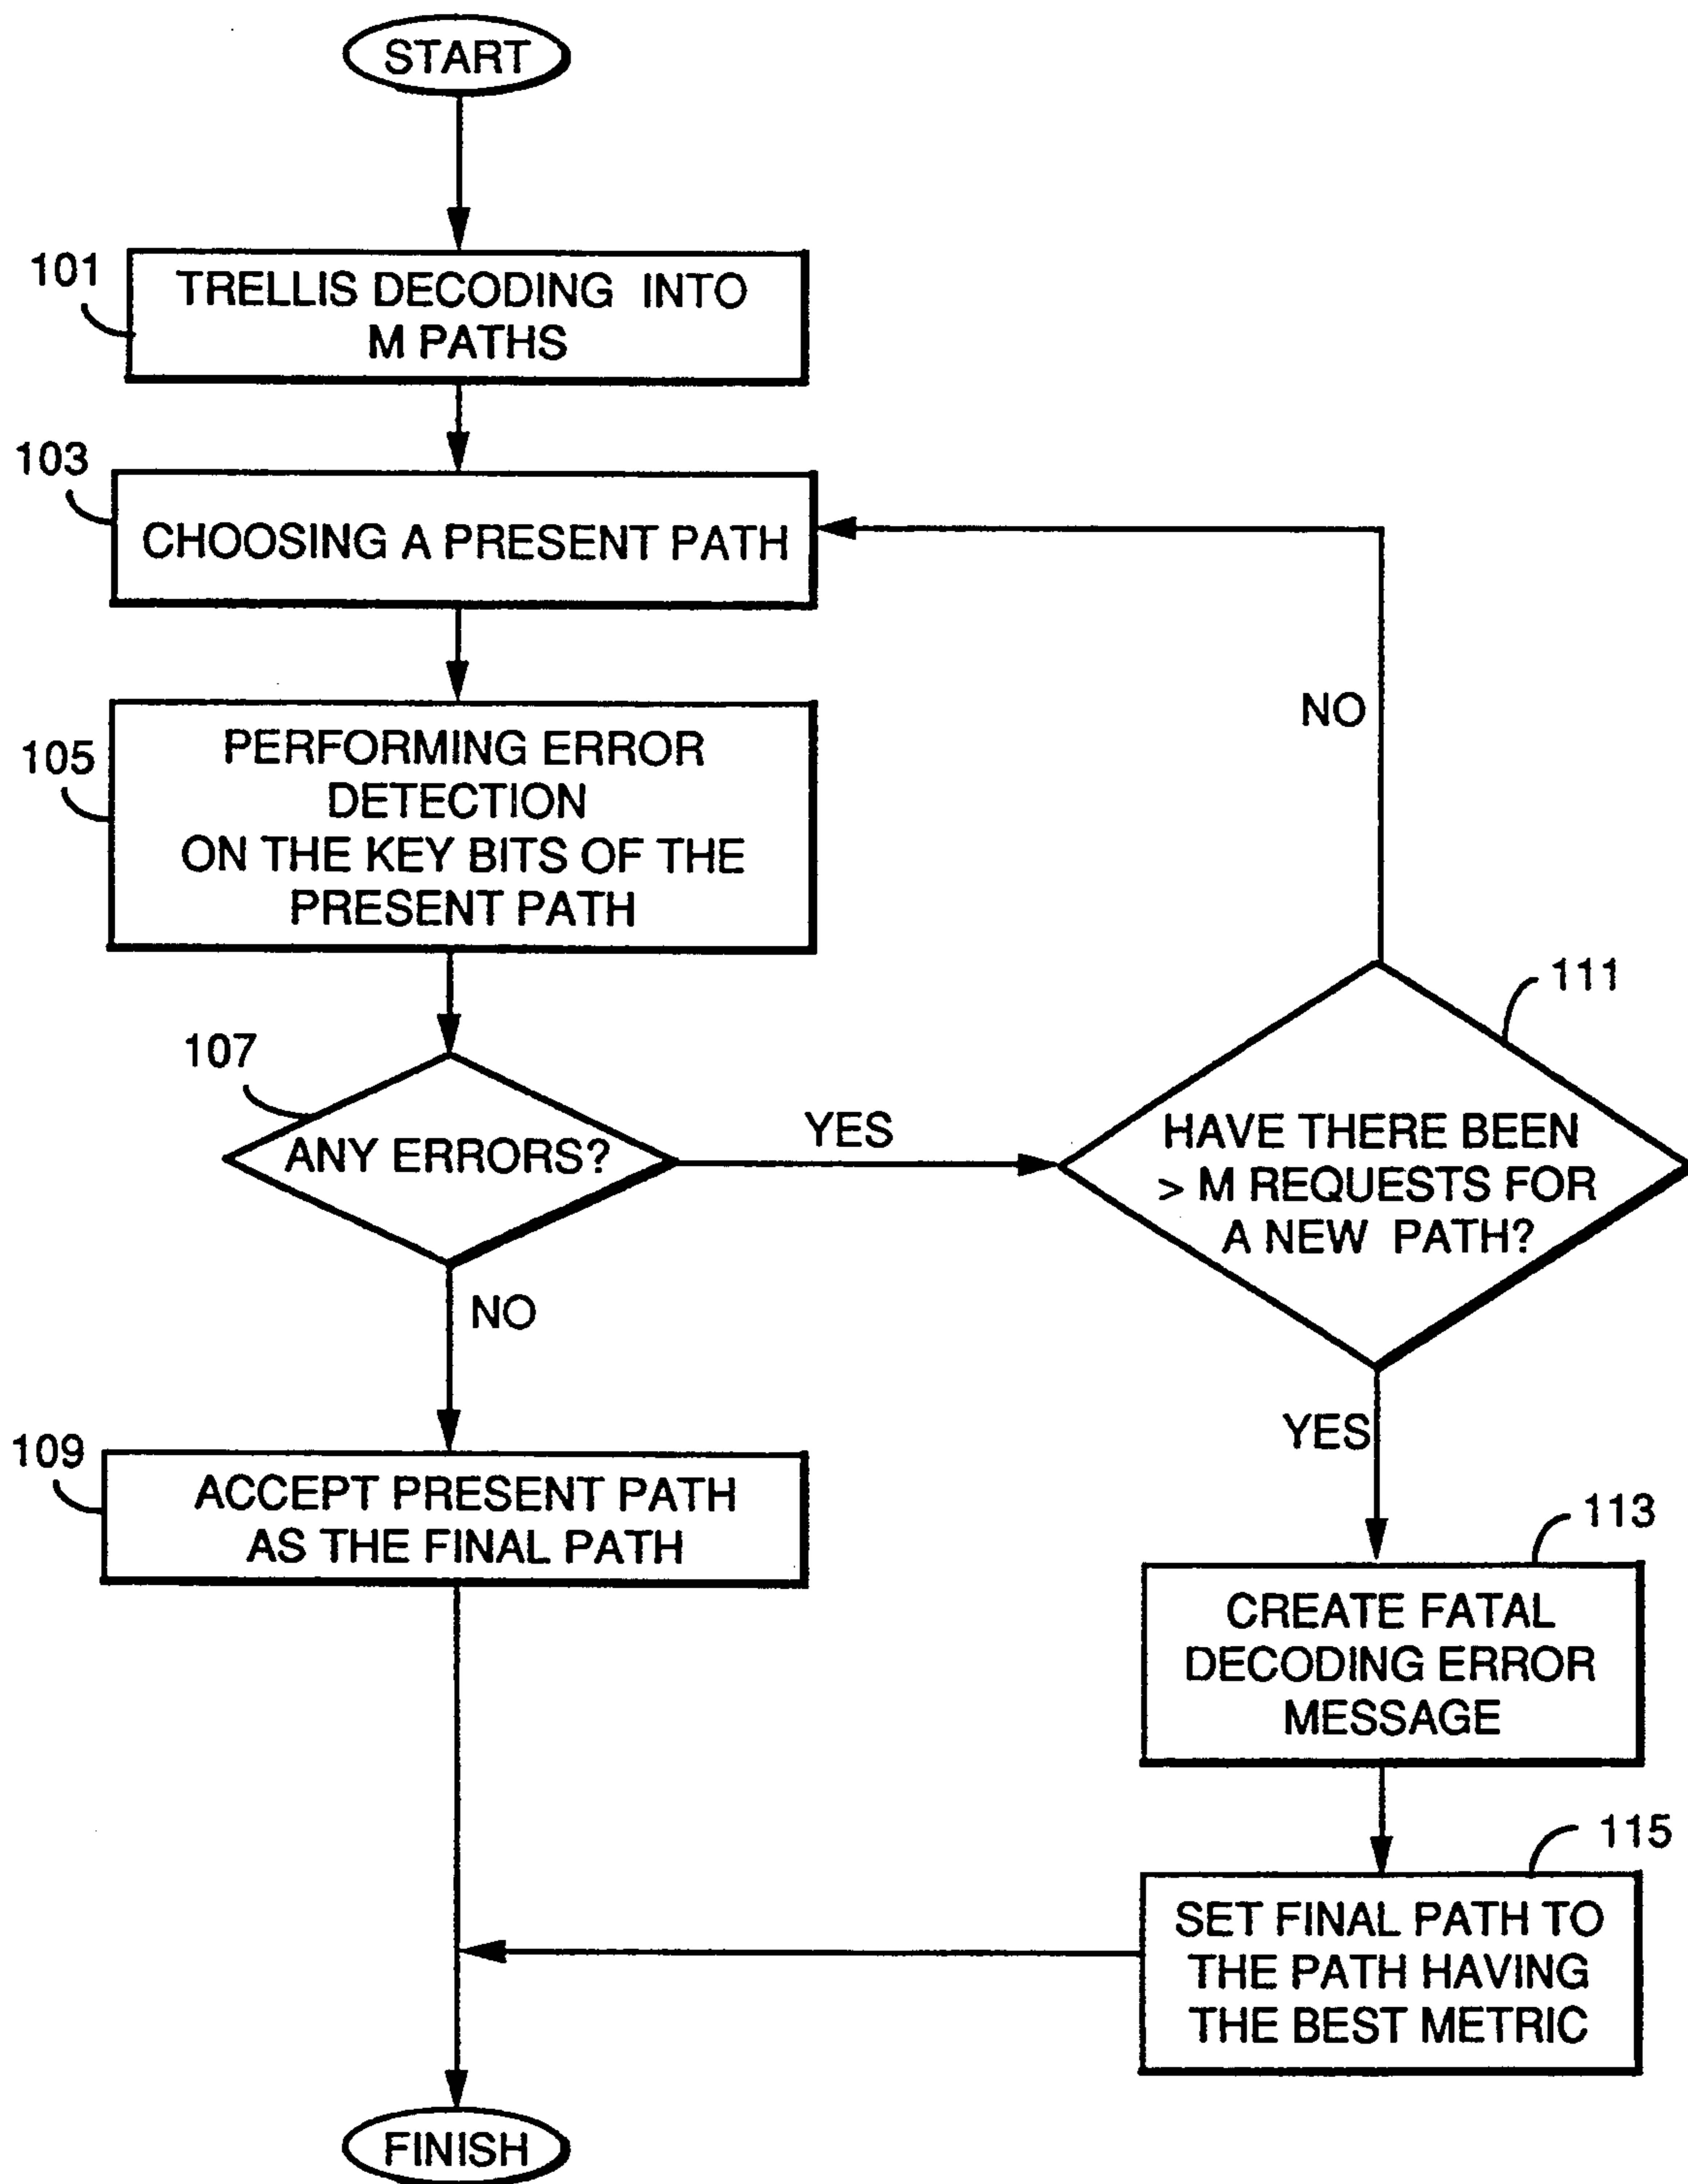 START
101
TRELLIS DECODING INTO
M PATHS
103
CHOOSING A PRESENT PATH
NO
105
PERFORMING ERROR
DETECTION
ON THE KEY BITS OF THE
PRESENT PATH
111
107
ANY ERRORS?
YES
HAVE THERE BEEN
> M REQUESTS FOR
A NEW PATH?
NO
YES
109
ACCEPT PRESENT PATH
AS THE FINAL PATH
113
CREATE FATAL
DECODING ERROR
MESSAGE
115
SET FINAL PATH TO
THE PATH HAVING
THE BEST METRIC
FINISH